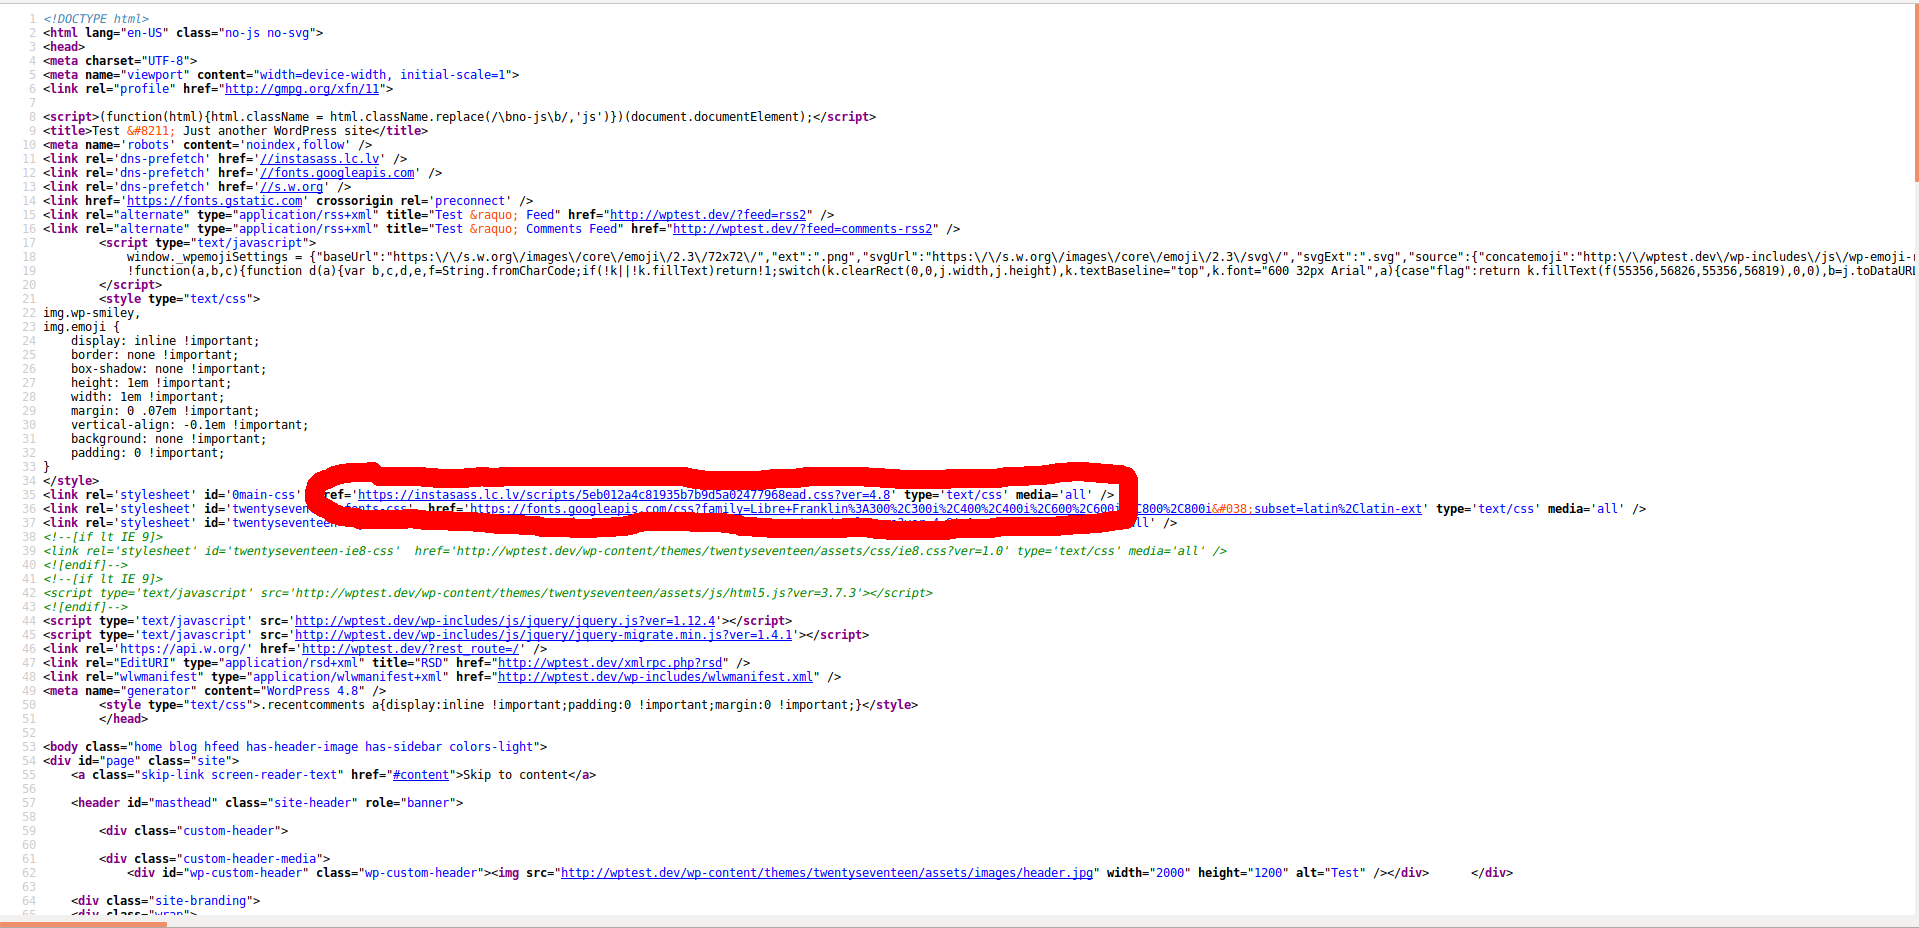 1 <!DOCTYPE html>
2 <html lang="en-US" class="no-js no-svg">
3 <head>
4 <meta charset="UTF-8">
5 <meta name="viewport" content="width=device-width, initial-scale=1">
6 <link rel="profile" href="http://gmpg.org/xfn/11">
7
8 <script>(function(html){html.className = html.className.replace(/\bno-js\b/,'js')})(document.documentElement);</script>
9 <title>Test &#8211; Just another WordPress site</title>
10 <meta name='robots' content='noindex,follow' />
11 <link rel='dns-prefetch' href='//instasass.lc.lv' />
12 <link rel='dns-prefetch' href='//fonts.googleapis.com' />
13 <link rel='dns-prefetch' href='//s.w.org' />
14 <link href='https://fonts.gstatic.com' crossorigin rel='preconnect' />
15 <link rel="alternate" type="application/rss+xml" title="Test &raquo; Feed" href="http://wptest.dev/?feed=rss2" />
16 <link rel="alternate" type="application/rss+xml" title="Test &raquo; Comments Feed" href="http://wptest.dev/?feed=comments-rss2" />
17 <script type="text/javascript">
18 window._wpemojiSettings = {"baseUrl":"https:\/\/s.w.org\/images\/core\/emoji\/2.3\/72x72\/","ext":".png","svgUrl":"https:\/\/s.w.org\/images\/core\/emoji\/2.3\/svg\/","svgExt":".svg","source":{"concatemoji":"http:\/\/wptest.dev\/wp-includes\/js\/wp-emoji-
19 !function(a,b,c){function d(a){var b,c,d,e,f=String.fromCharCode;if(!k||!k.fillText)return!1;switch(k.clearRect(0,0,j.width,j.height),k.textBaseline="top",k.font="600 32px Arial",a){case"flag":return k.fillText(f(55356,56826,55356,56819),0,0),b=j.toDataURL
20 </script>
21 <style type="text/css">
22 img.wp-smiley,
23 img.emoji {
24 display: inline !important;
25 border: none !important;
26 box-shadow: none !important;
27 height: 1em !important;
28 width: 1em !important;
29 margin: 0 .07em !important;
30 vertical-align: -0.1em !important;
31 background: none !important;
32 padding: 0 !important;
33 }
34 </style>
35 <link rel='stylesheet' id='0main-css' ref='https://instasass.lc.lv/scripts/5eb012a4c81935b7b9d5a02477968ead.css?ver=4.8' type='text/css' media='all' />
36 <link rel='stylesheet' id='twentyseven fonts-css' href='https://fonts.googleapis.com/css?family=Libre+Franklin%3A300%2C300i%2C400%2C400i%2C600%2C600i C800%2C800i&#038;subset=latin%2Clatin-ext' type='text/css' media='all' />
37 <link rel='stylesheet' id='twentyseventeen ll' />
38 <!--[if lt IE 9]>
39 <link rel='stylesheet' id='twentyseventeen-ie8-css' href='http://wptest.dev/wp-content/themes/twentyseventeen/assets/css/ie8.css?ver=1.0' type='text/css' media='all' />
40 <![endif]-->
41 <!--[if lt IE 9]>
42 <script type='text/javascript' src='http://wptest.dev/wp-content/themes/twentyseventeen/assets/js/html5.js?ver=3.7.3'></script>
43 <![endif]-->
44 <script type='text/javascript' src='http://wptest.dev/wp-includes/js/jquery/jquery.js?ver=1.12.4'></script>
45 <script type='text/javascript' src='http://wptest.dev/wp-includes/js/jquery/jquery-migrate.min.js?ver=1.4.1'></script>
46 <link rel='https://api.w.org/' href='http://wptest.dev/?rest_route=/' />
47 <link rel="EditURI" type="application/rsd+xml" title="RSD" href="http://wptest.dev/xmlrpc.php?rsd" />
48 <link rel="wlwmanifest" type="application/wlwmanifest+xml" href="http://wptest.dev/wp-includes/wlwmanifest.xml" />
49 <meta name="generator" content="WordPress 4.8" />
50 <style type="text/css">.recentcomments a{display:inline !important;padding:0 !important;margin:0 !important;}</style>
51 </head>
52
53 <body class="home blog hfeed has-header-image has-sidebar colors-light">
54 <div id="page" class="site">
55 <a class="skip-link screen-reader-text" href="#content">Skip to content</a>
56
57 <header id="masthead" class="site-header" role="banner">
58
59 <div class="custom-header">
60
61 <div class="custom-header-media">
62 <div id="wp-custom-header" class="wp-custom-header"><img src="http://wptest.dev/wp-content/themes/twentyseventeen/assets/images/header.jpg" width="2000" height="1200" alt="Test" /></div> </div>
63
64 <div class="site-branding">
65 <div class="wrap">